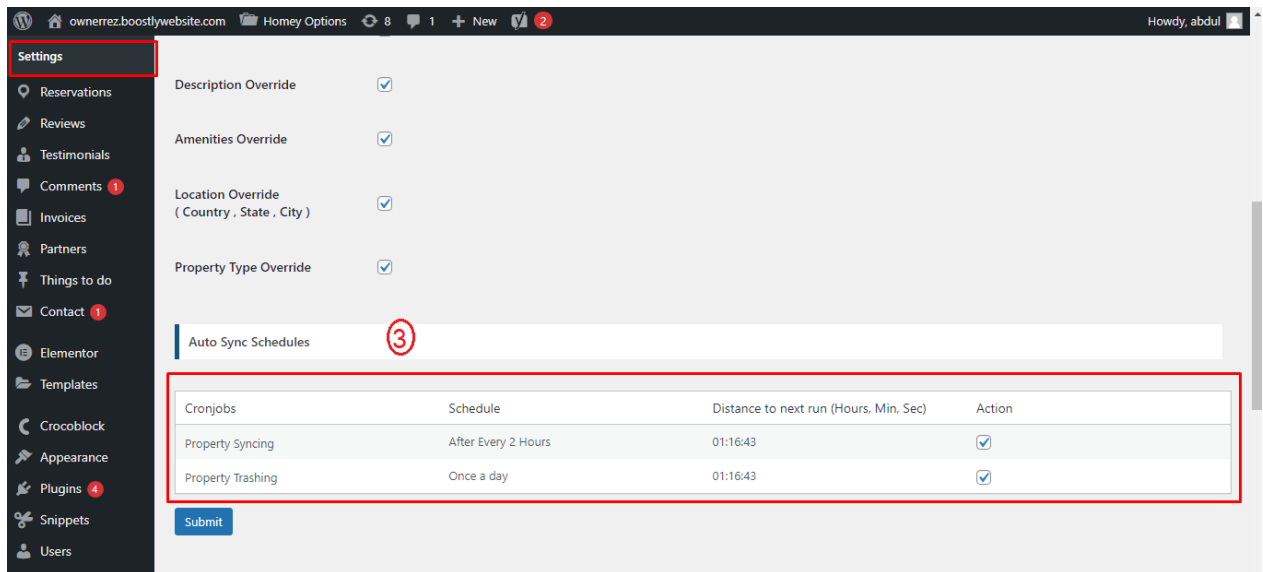 ownerrez.boostlywebsite.com Homey Options 8 1 + New 2 Howdy, abdul
Settings
Reservations
Reviews
Testimonials
Comments 1
Invoices
Partners
Things to do
Contact 1
Elementor
Templates
Crocoblock
Appearance
Plugins 4
Snippets
Users
Description Override
Amenities Override
Location Override
( Country , State , City )
Property Type Override
Auto Sync Schedules 3
Cronjobs Schedule Distance to next run (Hours, Min, Sec) Action
Property Syncing After Every 2 Hours 01:16:43
Property Trashing Once a day 01:16:43
Submit